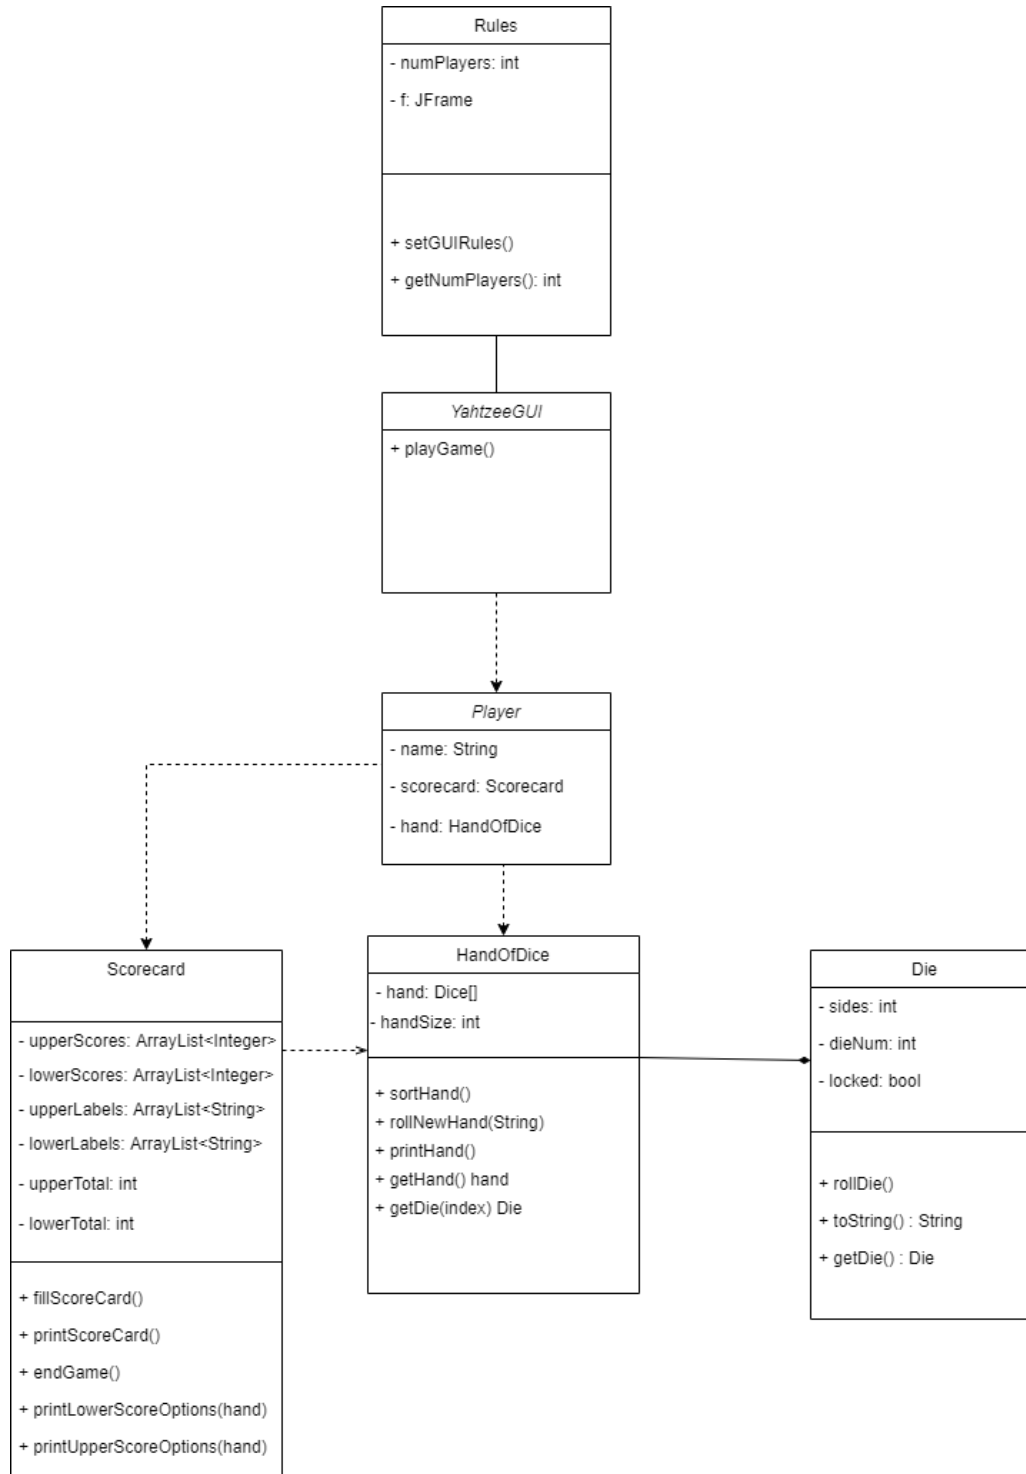 Rules
- numPlayers: int
- f: JFrame
+ setGUIRules()
+ getNumPlayers(): int
YahtzeeGUI
+ playGame()
Player
- name: String
- scorecard: Scorecard
- hand: HandOfDice
Scorecard
- upperScores: ArrayList<Integer>
- lowerScores: ArrayList<Integer>
- upperLabels: ArrayList<String>
- lowerLabels: ArrayList<String>
- upperTotal: int
- lowerTotal: int
+ fillScoreCard()
+ printScoreCard()
+ endGame()
+ printLowerScoreOptions(hand)
+ printUpperScoreOptions(hand)
HandOfDice
- hand: Dice[]
- handSize: int
+ sortHand()
+ rollNewHand(String)
+ printHand()
+ getHand() hand
+ getDie(index) Die
Die
- sides: int
- dieNum: int
- locked: bool
+ rollDie()
+ toString() : String
+ getDie() : Die